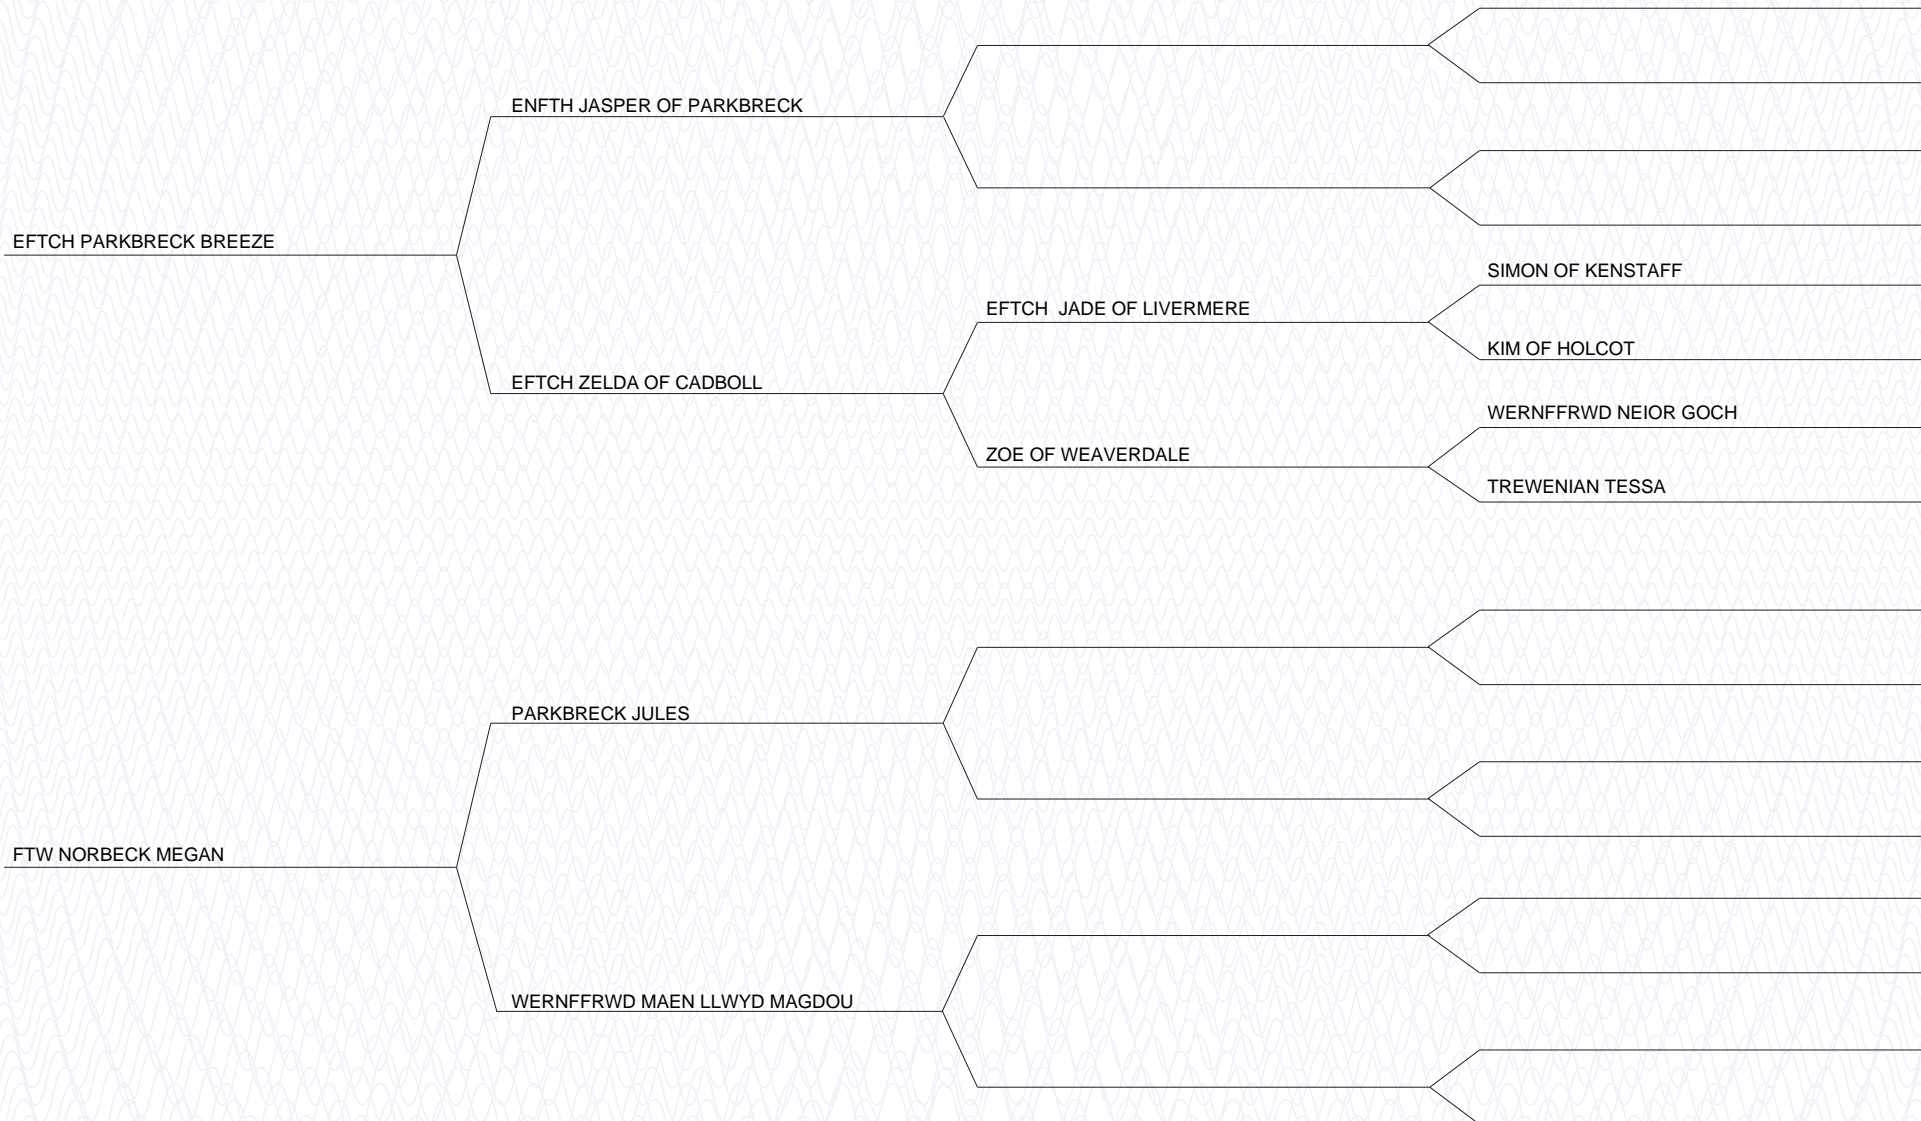 ENFTH JASPER OF PARKBRECK
EFTCH PARKBRECK BREEZE
SIMON OF KENSTAFF
EFTCH  JADE OF LIVERMERE
KIM OF HOLCOT
EFTCH ZELDA OF CADBOLL
WERNFFRWD NEIOR GOCH
ZOE OF WEAVERDALE
TREWENIAN TESSA
PARKBRECK JULES
FTW NORBECK MEGAN
WERNFFRWD MAEN LLWYD MAGDOU